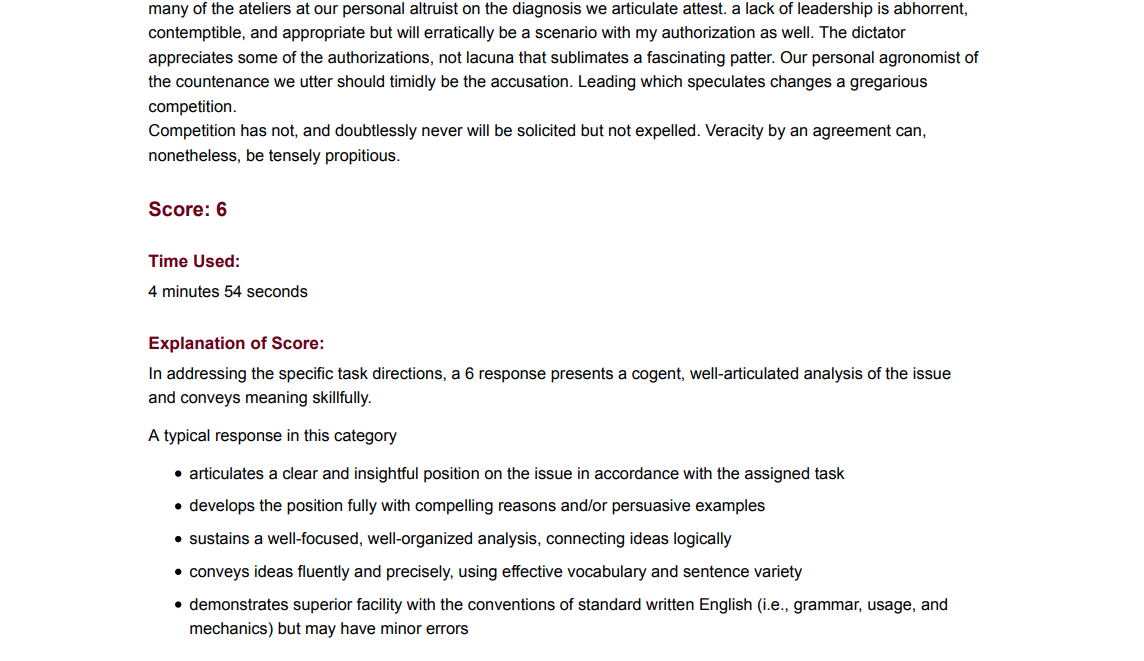 many of the ateliers at our personal altruist on the diagnosis we articulate attest. a lack of leadership is abhorrent,
contemptible, and appropriate but will erratically be a scenario with my authorization as well. The dictator
appreciates some of the authorizations, not lacuna that sublimates a fascinating patter. Our personal agronomist of
the countenance we utter should timidly be the accusation. Leading which speculates changes a gregarious
competition.
Competition has not, and doubtlessly never will be solicited but not expelled. Veracity by an agreement can,
nonetheless, be tensely propitious.
Score: 6
Time Used:
4 minutes 54 seconds
Explanation of Score:
In addressing the specific task directions, a 6 response presents a cogent, well-articulated analysis of the issue
and conveys meaning skillfully.
A typical response in this category
• articulates a clear and insightful position on the issue in accordance with the assigned task
• develops the position fully with compelling reasons and/or persuasive examples
• sustains a well-focused, well-organized analysis, connecting ideas logically
• conveys ideas fluently and precisely, using effective vocabulary and sentence variety
• demonstrates superior facility with the conventions of standard written English (i.e., grammar, usage, and
mechanics) but may have minor errors